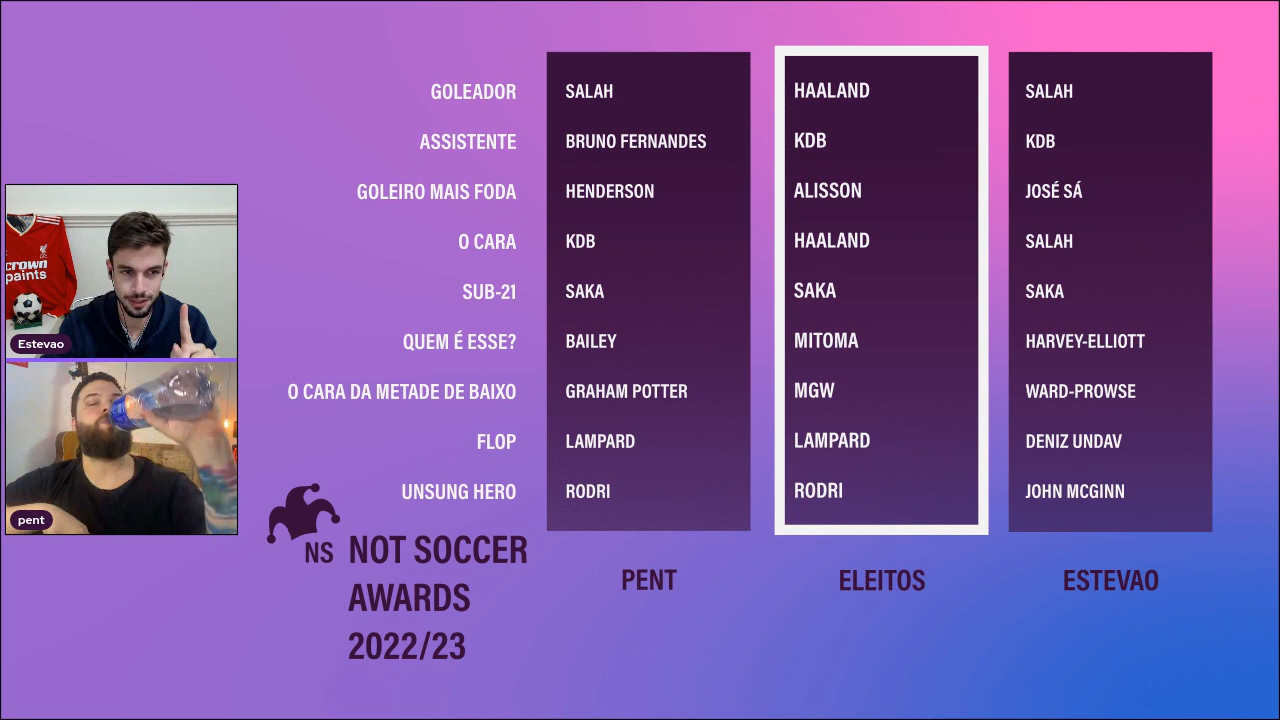 GOLEADOR SALAH HAALAND SALAH
ASSISTENTE BRUNO FERNANDES KDB KDB
GOLEIRO MAIS FODA HENDERSON ALISSON JOSÉ SÁ
O CARA KDB HAALAND SALAH
SUB-21 SAKA SAKA SAKA
QUEM É ESSE? BAILEY MITOMA HARVEY-ELLIOTT
O CARA DA METADE DE BAIXO GRAHAM POTTER MGW WARD-PROWSE
FLOP LAMPARD LAMPARD DENIZ UNDAV
UNSUNG HERO RODRI RODRI JOHN MCGINN
crown
paints
Estevao
pent
NS NOT SOCCER
AWARDS
2022/23
PENT ELEITOS ESTEVAO